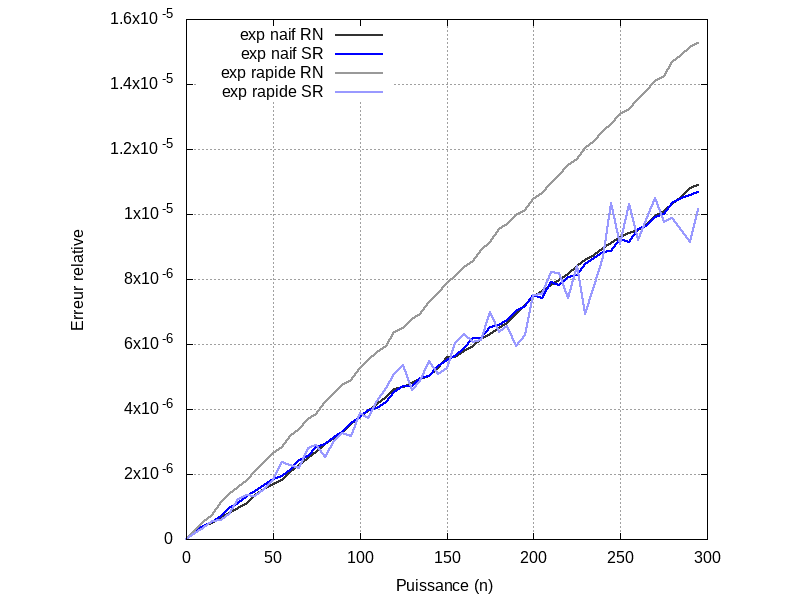 1.6x10 -5
1.4x10 -5
1.2x10 -5
1x10 -5
8x10 -6
6x10 -6
4x10 -6
2x10 -6
0
Erreur relative
exp naif RN
exp naif SR
exp rapide RN
exp rapide SR
0 50 100 150 200 250 300
Puissance (n)